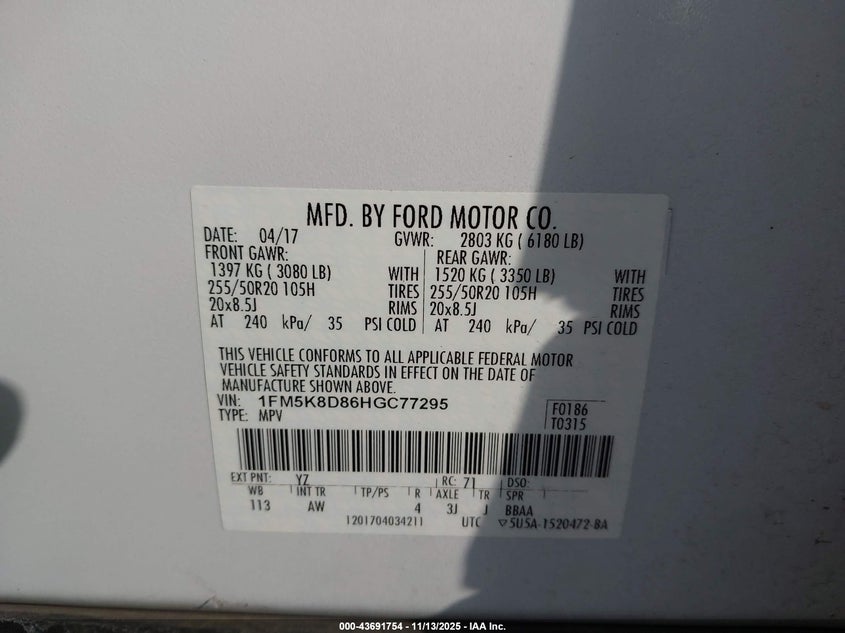 MFD. BY FORD MOTOR CO.
DATE: 04/17 GVWR: 2803 KG ( 6180 LB)
FRONT GAWR: REAR GAWR:
1397 KG ( 3080 LB) WITH 1520 KG ( 3350 LB) WITH
255/50R20 105H TIRES 255/50R20 105H TIRES
20x8.5J RIMS 20x8.5J RIMS
AT 240 kPa/ 35 PSI COLD AT 240 kPa/ 35 PSI COLD
THIS VEHICLE CONFORMS TO ALL APPLICABLE FEDERAL MOTOR
VEHICLE SAFETY STANDARDS IN EFFECT ON THE DATE OF
MANUFACTURE SHOWN ABOVE.
VIN: 1FM5K8D86HGC77295 F0186
TYPE: MPV T0315
EXT PNT: YZ RC: 71 DSO:
WB INT TR TP/PS R AXLE TR SPR
113 AW 4 3J J BBAA
1201704034211 UTC ▽5U5A-1520472-BA
000-43691754 - 11/13/2025 - IAA Inc.